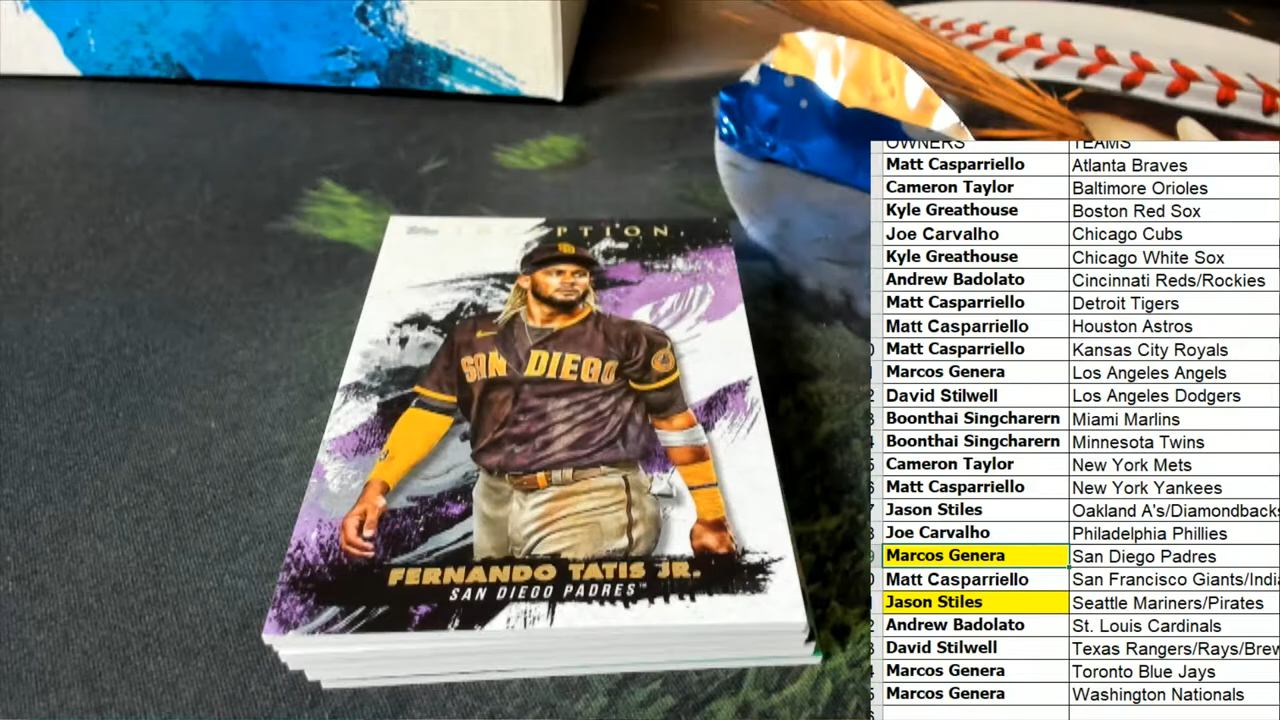 Topps
INCEPTION
SAN DIEGO
FERNANDO TATIS JR.
SAN DIEGO PADRES™
OWNERS TEAMS
Matt Casparriello Atlanta Braves
Cameron Taylor Baltimore Orioles
Kyle Greathouse Boston Red Sox
Joe Carvalho Chicago Cubs
Kyle Greathouse Chicago White Sox
Andrew Badolato Cincinnati Reds/Rockies
Matt Casparriello Detroit Tigers
Matt Casparriello Houston Astros
Matt Casparriello Kansas City Royals
Marcos Genera Los Angeles Angels
David Stilwell Los Angeles Dodgers
Boonthai Singcharern Miami Marlins
Boonthai Singcharern Minnesota Twins
Cameron Taylor New York Mets
Matt Casparriello New York Yankees
Jason Stiles Oakland A's/Diamondbacks
Joe Carvalho Philadelphia Phillies
Marcos Genera San Diego Padres
Matt Casparriello San Francisco Giants/Indi
Jason Stiles Seattle Mariners/Pirates
Andrew Badolato St. Louis Cardinals
David Stilwell Texas Rangers/Rays/Brew
Marcos Genera Toronto Blue Jays
Marcos Genera Washington Nationals